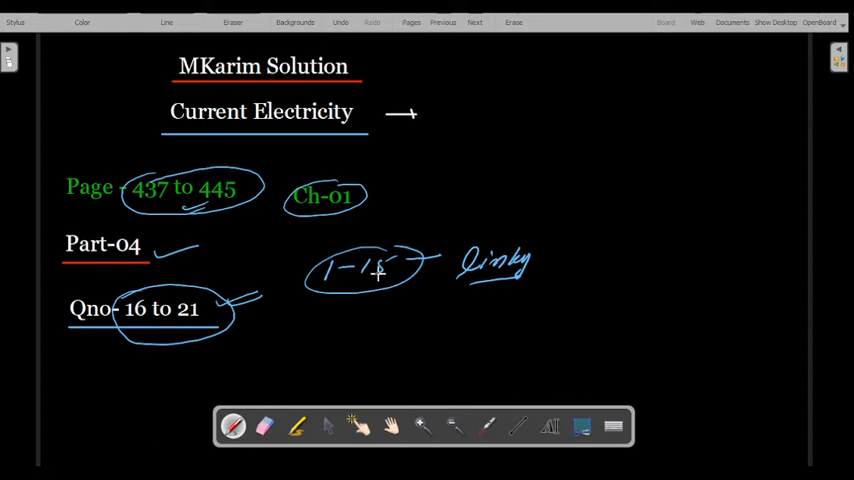 Stylus Color Line Eraser Backgrounds Undo Redo Pages Previous Next Erase Board Web Documents Show Desktop OpenBoard
MKarim Solution
Current Electricity
Page - 437 to 445 Ch-01
Part-04
1-15 links
Qno- 16 to 21